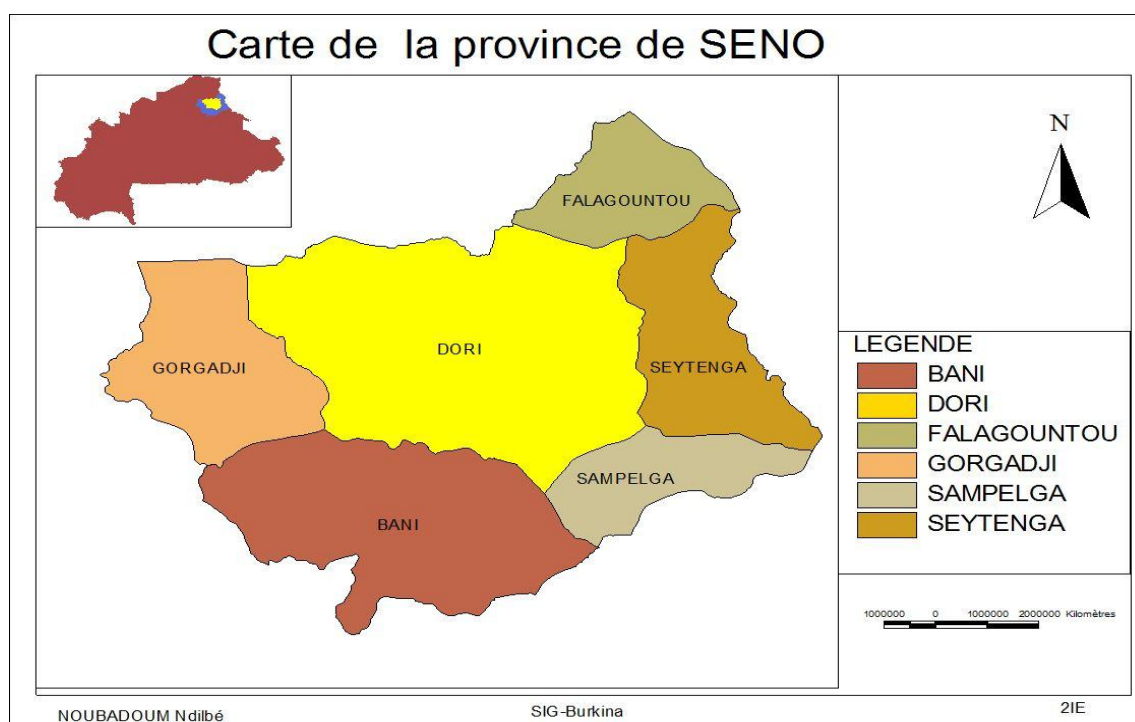 Carte de la province de SENO
N
FALAGOUNTOU
DORI
SEYTENGA
GORGADJI
SAMPELGA
BANI
LEGENDE
BANI
DORI
FALAGOUNTOU
GORGADJI
SAMPELGA
SEYTENGA
1000000 0 1000000 2000000 Kilomètres
NOUBADOUM Ndilbé
SIG-Burkina
2IE